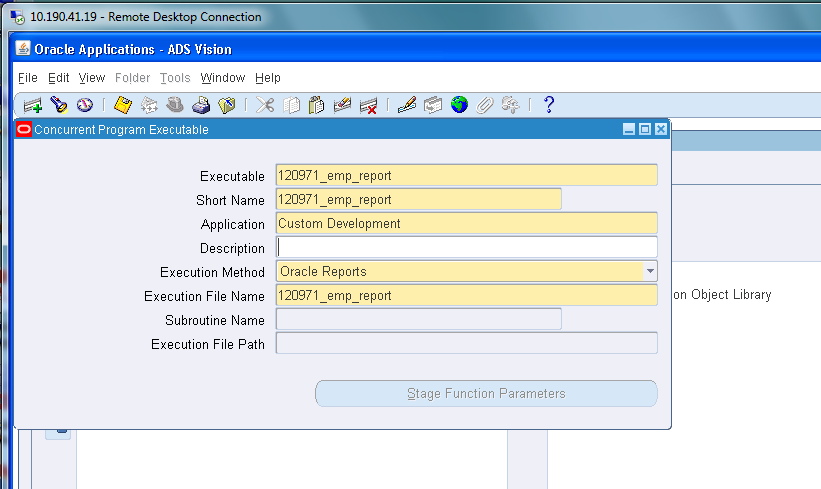 10.190.41.19 - Remote Desktop Connection
Oracle Applications - ADS Vision
File Edit View Folder Tools Window Help
Concurrent Program Executable
Executable 120971_emp_report
Short Name 120971_emp_report
Application Custom Development
Description
Execution Method Oracle Reports
Execution File Name 120971_emp_report
on Object Library
Subroutine Name
Execution File Path
Stage Function Parameters